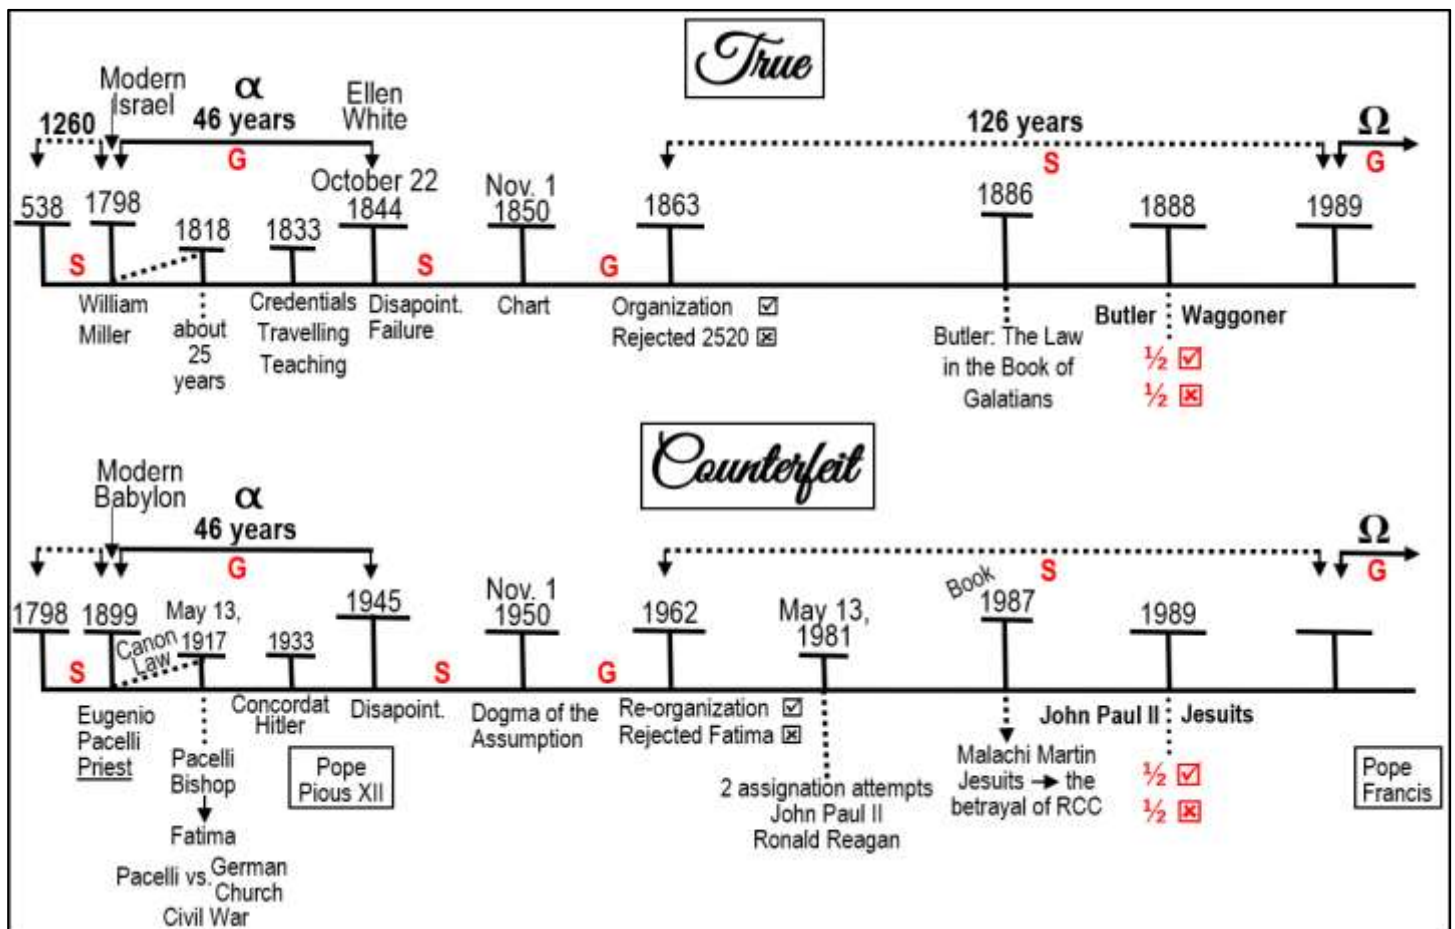 True
Modern
Israel
α
46 years
Ellen
White
1260
126 years
Ω
G
S
G
October 22
Nov. 1
538
1798
1818
1833
1844
1850
1863
1886
1888
1989
S
S
G
William
Miller
about
25
years
Credentials
Travelling
Teaching
Disapoint.
Failure
Chart
Organization ☑
Rejected 2520 ☒
Butler: The Law
in the Book of
Galatians
Butler Waggoner
½ ☑
½ ☒
Counterfeit
Modern
Babylon
α
46 years
Ω
G
S
G
1798
1899
Canon
Law
May 13,
1917
1933
1945
Nov. 1
1950
1962
May 13,
1981
Book
1987
1989
S
S
G
Eugenio
Pacelli
Priest
Pacelli
Bishop
Fatima
Pacelli vs. German
Church
Civil War
Concordat
Hitler
Pope
Pious XII
Disapoint.
Dogma of the
Assumption
Re-organization ☑
Rejected Fatima ☒
2 assignation attempts
John Paul II
Ronald Reagan
Malachi Martin
Jesuits → the
betrayal of RCC
John Paul II Jesuits
½ ☑
½ ☒
Pope
Francis